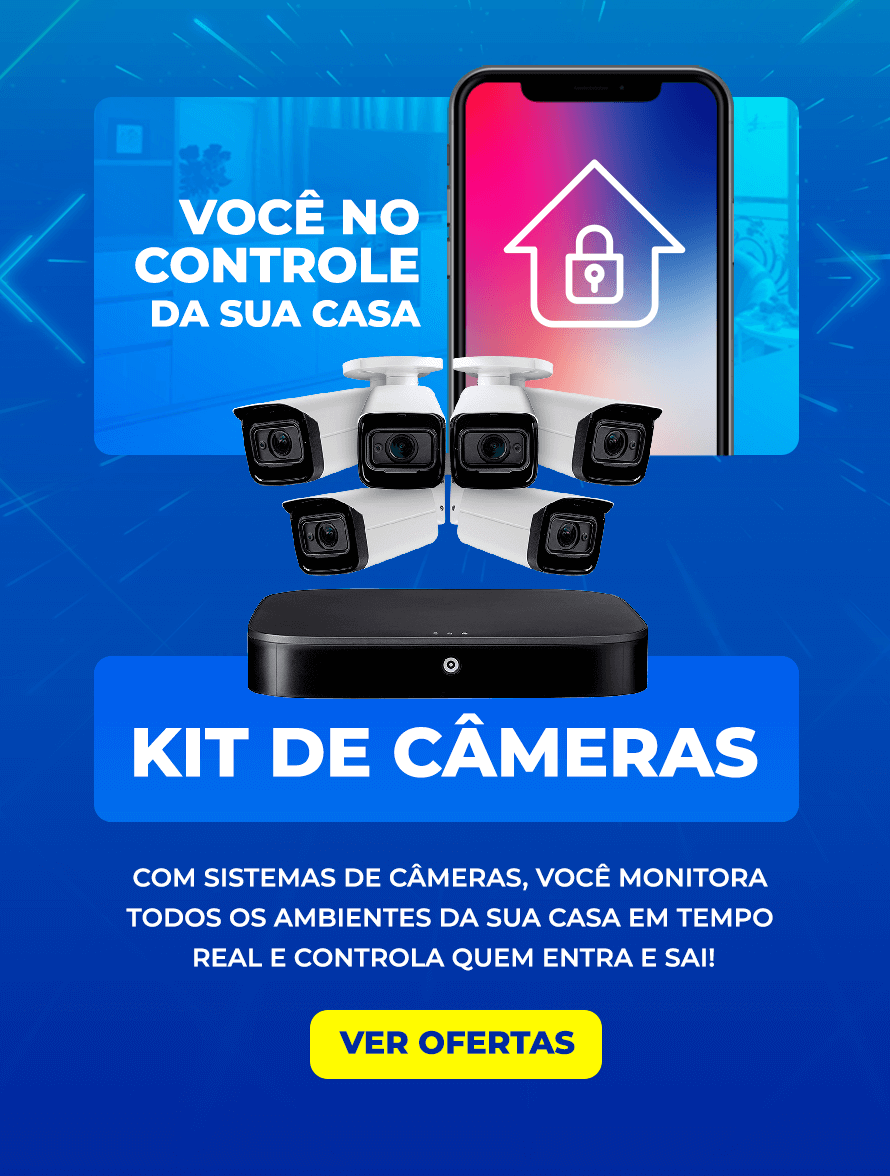 VOCÊ NO
CONTROLE
DA SUA CASA
KIT DE CÂMERAS
COM SISTEMAS DE CÂMERAS, VOCÊ MONITORA
TODOS OS AMBIENTES DA SUA CASA EM TEMPO
REAL E CONTROLA QUEM ENTRA E SAI!
VER OFERTAS